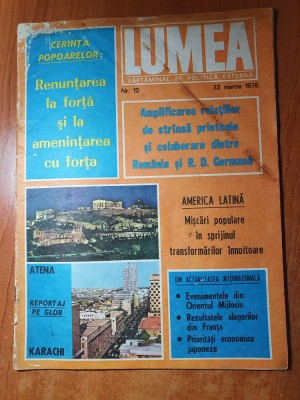 CERINȚA
POPOARELOR:
Renunțarea
la forță
și la
amenințarea
cu forța
LUMEA
SĂPTĂMÎNAL DE POLITICĂ EXTERNĂ
Nr. 13
23 martie 1978
Amplificarea relațiilor
de strînsă prietenie
și colaborare dintre
România și R. D. Germană
AMERICA LATINĂ
Mișcări populare
în sprijinul
transformărilor înnoitoare
ATENA
REPORTAJ
PE GLOB
KARACHI
DIN ACTUALITATEA INTERNAȚIONALĂ
• Evenimentele din
Orientul Mijlociu
• Rezultatele alegerilor
din Franța
• Priorități economice
japoneze